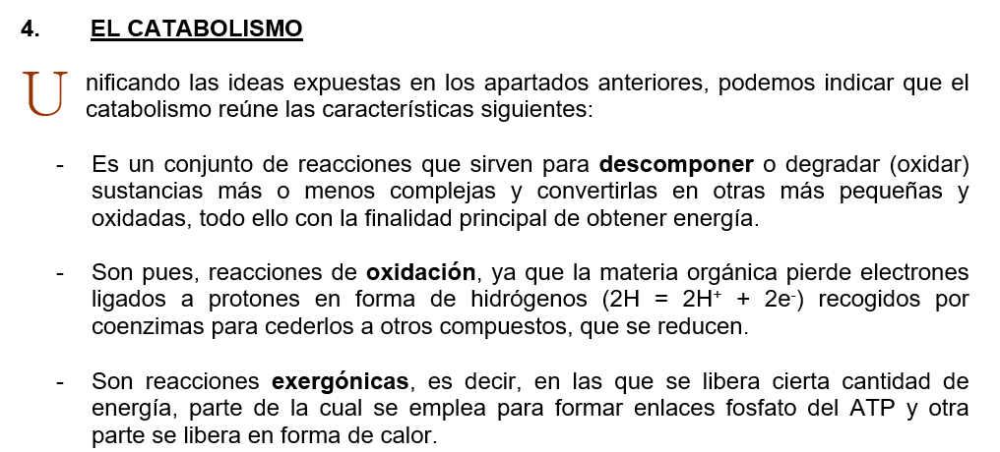 4. EL CATABOLISMO
Unificando las ideas expuestas en los apartados anteriores, podemos indicar que el
catabolismo reúne las características siguientes:
- Es un conjunto de reacciones que sirven para descomponer o degradar (oxidar)
sustancias más o menos complejas y convertirlas en otras más pequeñas y
oxidadas, todo ello con la finalidad principal de obtener energía.
- Son pues, reacciones de oxidación, ya que la materia orgánica pierde electrones
ligados a protones en forma de hidrógenos (2H = 2H⁺ + 2e⁻) recogidos por
coenzimas para cederlos a otros compuestos, que se reducen.
- Son reacciones exergónicas, es decir, en las que se libera cierta cantidad de
energía, parte de la cual se emplea para formar enlaces fosfato del ATP y otra
parte se libera en forma de calor.